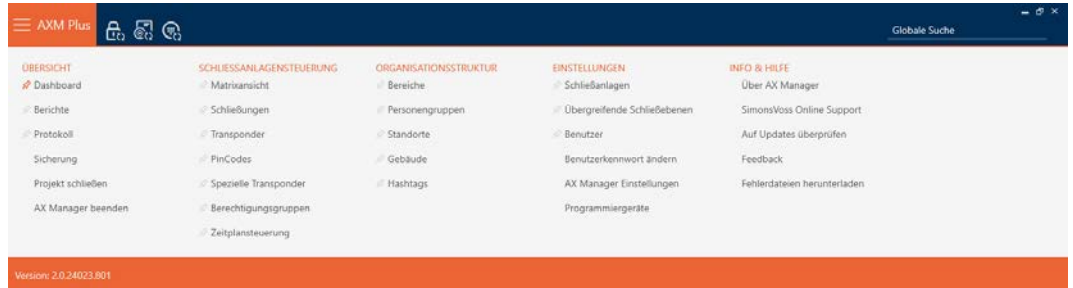 AXM Plus
Globale Suche
ÜBERSICHT
Dashboard
Berichte
Protokoll
Sicherung
Projekt schließen
AX Manager beenden
SCHLIESSANLAGENSTEUERUNG
Matrixansicht
Schließungen
Transponder
PinCodes
Spezielle Transponder
Berechtigungsgruppen
Zeitplansteuerung
ORGANISATIONSSTRUKTUR
Bereiche
Personengruppen
Standorte
Gebäude
Hashtags
EINSTELLUNGEN
Schließanlagen
Übergreifende Schließebenen
Benutzer
Benutzerkennwort ändern
AX Manager Einstellungen
Programmiergeräte
INFO & HILFE
Über AX Manager
SimonsVoss Online Support
Auf Updates überprüfen
Feedback
Fehlerdateien herunterladen
Version: 2.0.24023.801